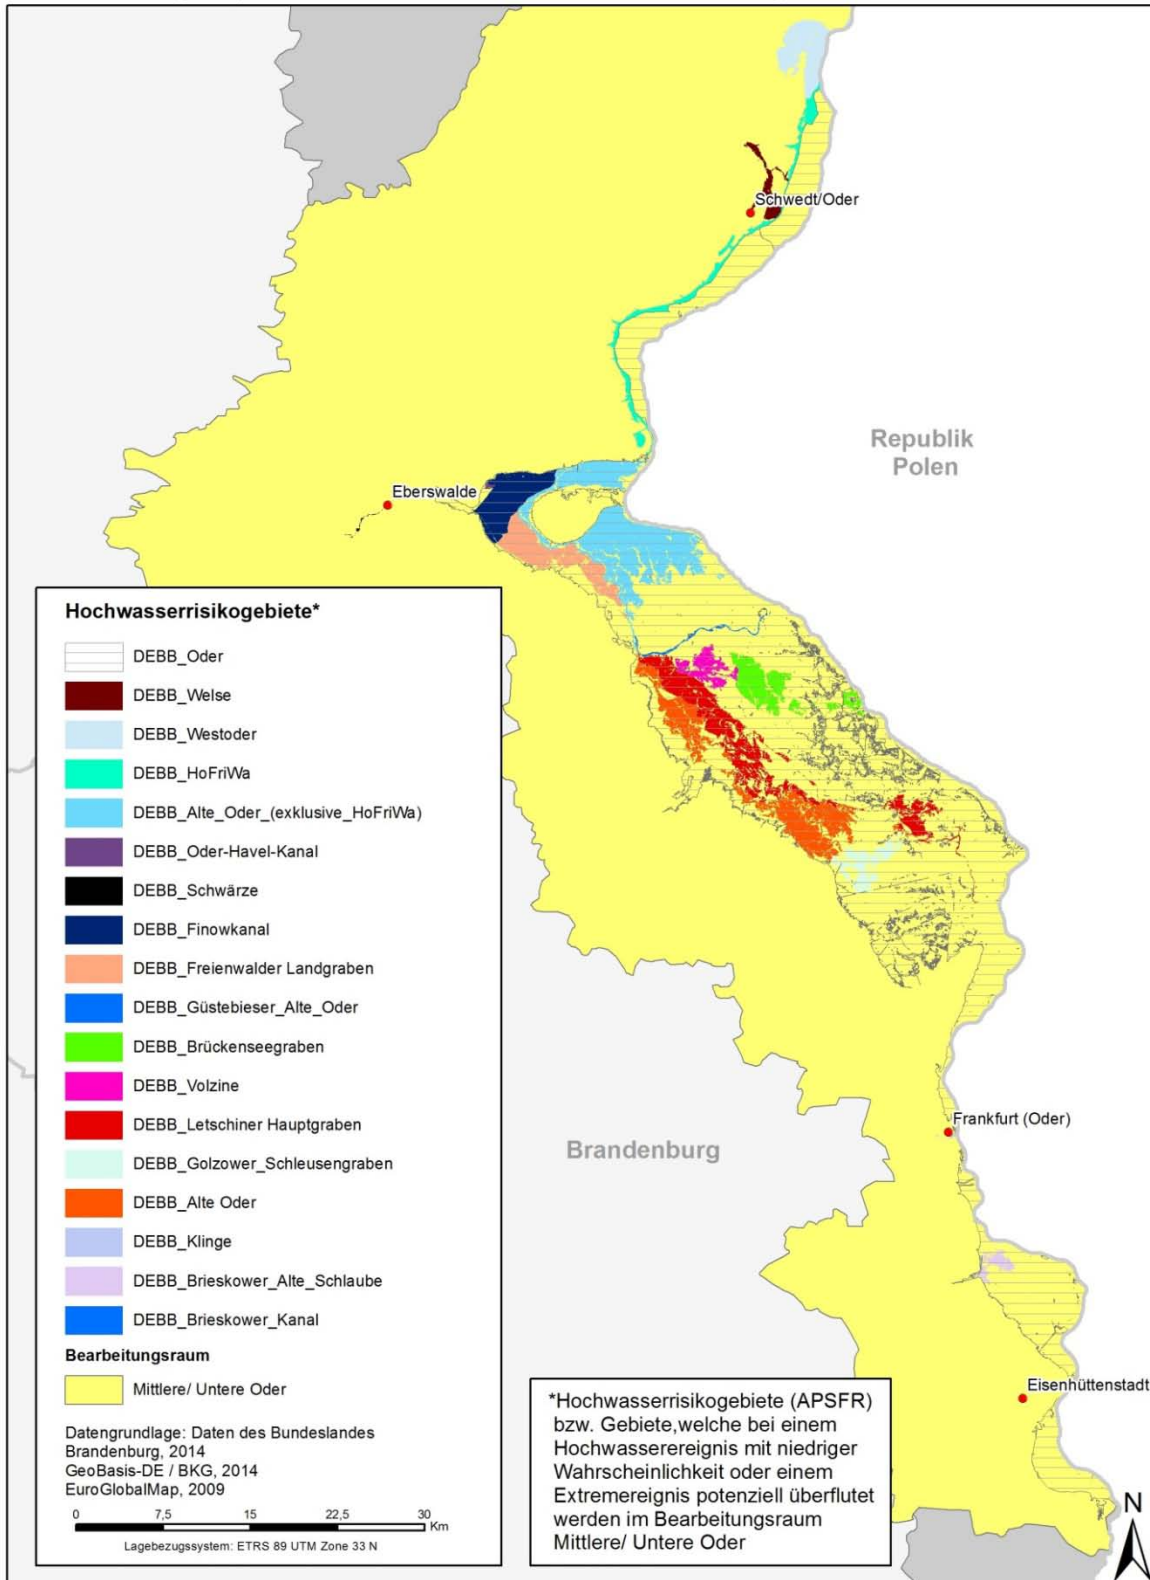 Schwedt/Oder
Republik
Polen
Eberswalde
Frankfurt (Oder)
Brandenburg
Eisenhüttenstadt
Hochwasserrisikogebiete*
DEBB_Oder
DEBB_Welse
DEBB_Westoder
DEBB_HoFriWa
DEBB_Alte_Oder_(exklusive_HoFriWa)
DEBB_Oder-Havel-Kanal
DEBB_Schwärze
DEBB_Finowkanal
DEBB_Freienwalder Landgraben
DEBB_Güstebieser_Alte_Oder
DEBB_Brückenseegraben
DEBB_Volzine
DEBB_Letschiner Hauptgraben
DEBB_Golzower_Schleusengraben
DEBB_Alte Oder
DEBB_Klinge
DEBB_Brieskower_Alte_Schlaube
DEBB_Brieskower_Kanal
Bearbeitungsraum
Mittlere/ Untere Oder
Datengrundlage: Daten des Bundeslandes
Brandenburg, 2014
GeoBasis-DE / BKG, 2014
EuroGlobalMap, 2009
0 7,5 15 22,5 30
Km
Lagebezugssystem: ETRS 89 UTM Zone 33 N
*Hochwasserrisikogebiete (APSFR)
bzw. Gebiete,welche bei einem
Hochwasserereignis mit niedriger
Wahrscheinlichkeit oder einem
Extremereignis potenziell überflutet
werden im Bearbeitungsraum
Mittlere/ Untere Oder
N